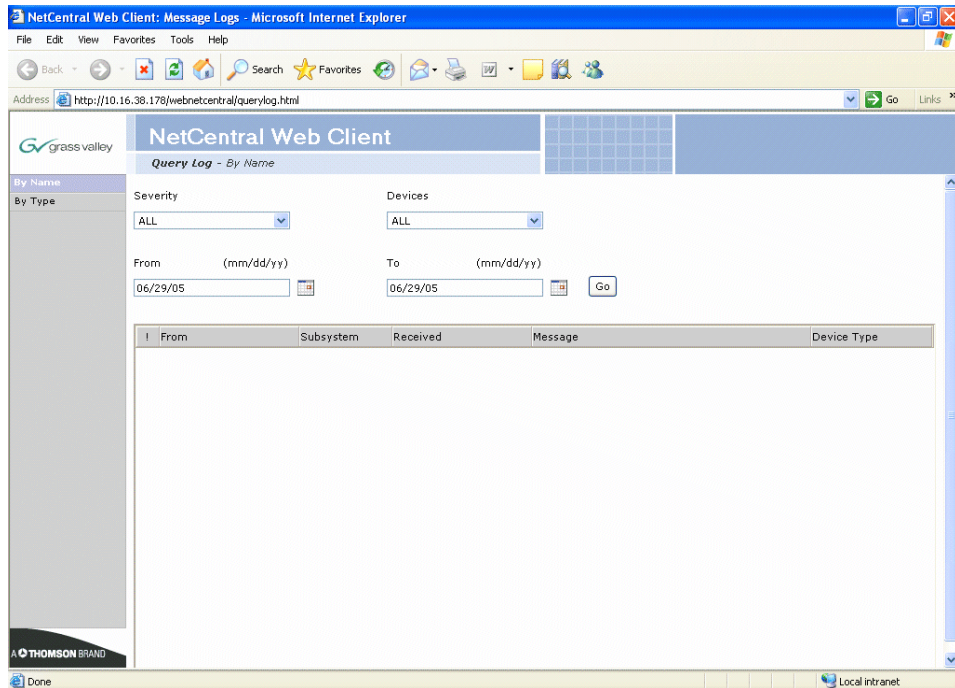 NetCentral Web Client: Message Logs - Microsoft Internet Explorer
File Edit View Favorites Tools Help
Back Search Favorites
Address http://10.16.38.178/webnetcentral/querylog.html Go Links »
grass valley
NetCentral Web Client
Query Log - By Name
By Name
By Type
Severity Devices
ALL ALL
From (mm/dd/yy) To (mm/dd/yy)
06/29/05 06/29/05 Go
! From Subsystem Received Message Device Type
A THOMSON BRAND
Done Local intranet